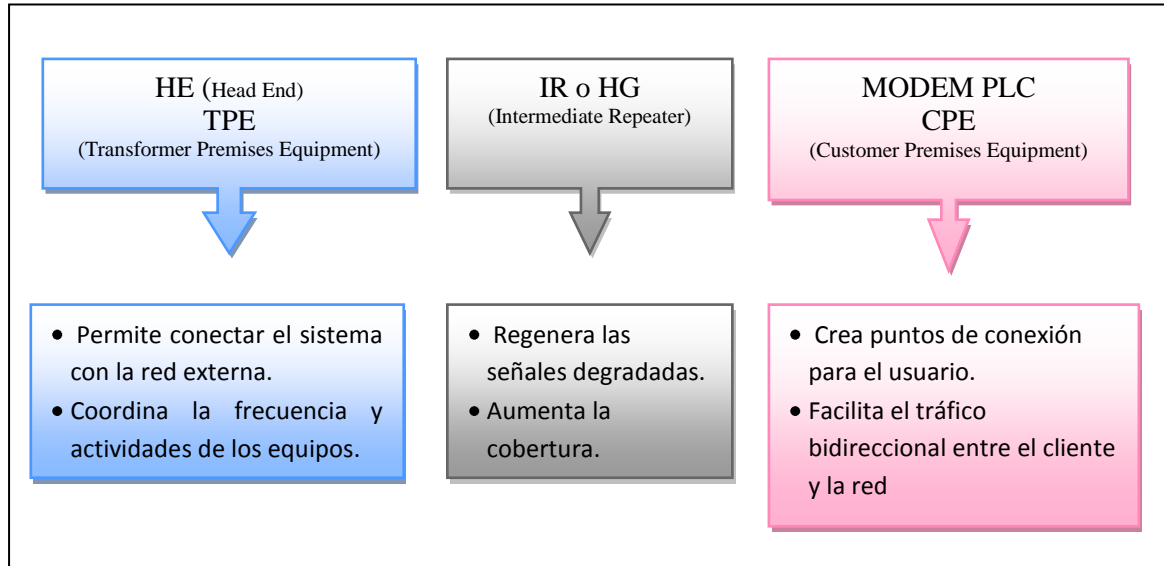 HE (Head End)
TPE
(Transformer Premises Equipment)
IR o HG
(Intermediate Repeater)
MODEM PLC
CPE
(Customer Premises Equipment)
• Permite conectar el sistema
con la red externa.
• Coordina la frecuencia y
actividades de los equipos.
• Regenera las
señales degradadas.
• Aumenta la
cobertura.
• Crea puntos de conexión
para el usuario.
• Facilita el tráfico
bidireccional entre el cliente
y la red